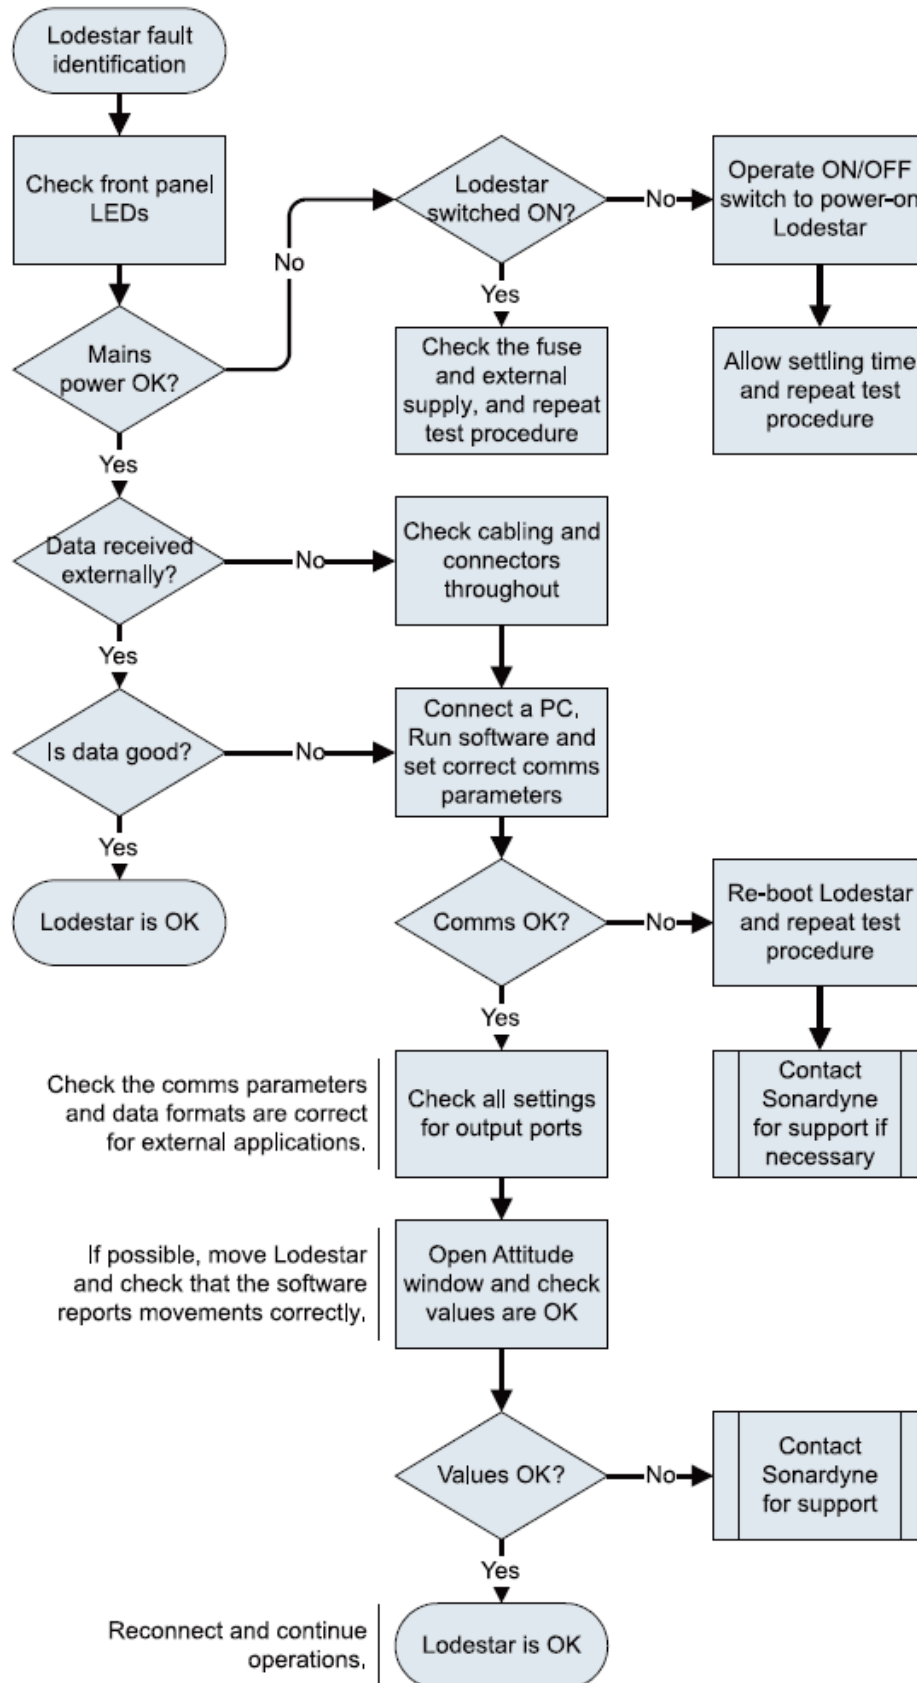 Lodestar fault
identification
Check front panel
LEDs
Lodestar
switched ON?
No
Operate ON/OFF
switch to power-on
Lodestar
No
Yes
Mains
power OK?
Check the fuse
and external
supply, and repeat
test procedure
Allow settling time
and repeat test
procedure
Yes
Data received
externally?
No
Check cabling and
connectors
throughout
Yes
Is data good?
No
Connect a PC.
Run software and
set correct comms
parameters
Yes
Lodestar is OK
Comms OK?
No
Re-boot Lodestar
and repeat test
procedure
Yes
Check the comms parameters
and data formats are correct
for external applications.
Check all settings
for output ports
Contact
Sonardyne
for support if
necessary
If possible, move Lodestar
and check that the software
reports movements correctly.
Open Attitude
window and check
values are OK
Values OK?
No
Contact
Sonardyne
for support
Yes
Reconnect and continue
operations.
Lodestar is OK